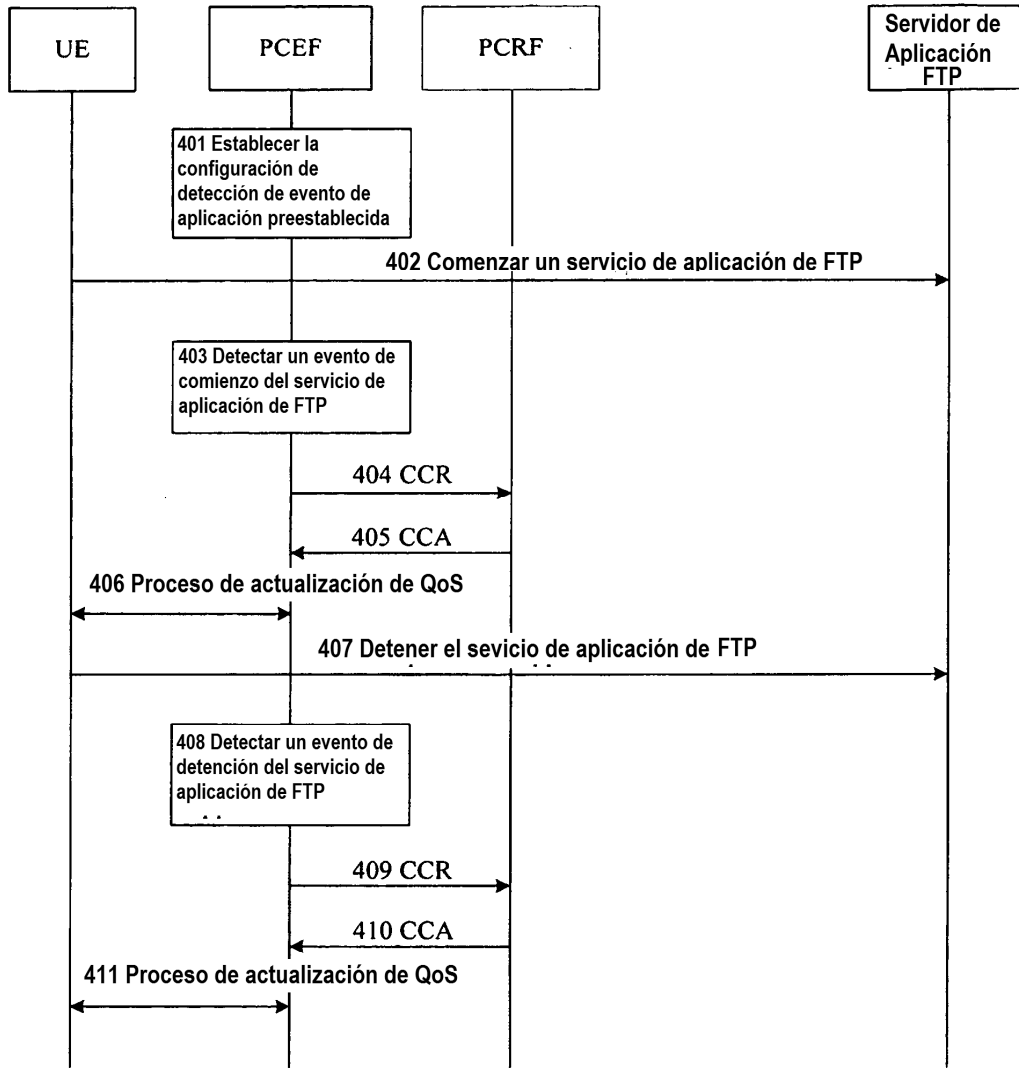 UE
PCEF
PCRF
Servidor de
Aplicación
FTP
401 Establecer la
configuración de
detección de evento de
aplicación preestablecida
402 Comenzar un servicio de aplicación de FTP
403 Detectar un evento de
comienzo del servicio de
aplicación de FTP
404 CCR
405 CCA
406 Proceso de actualización de QoS
407 Detener el sevicio de aplicación de FTP
408 Detectar un evento de
detención del servicio de
aplicación de FTP
409 CCR
410 CCA
411 Proceso de actualización de QoS